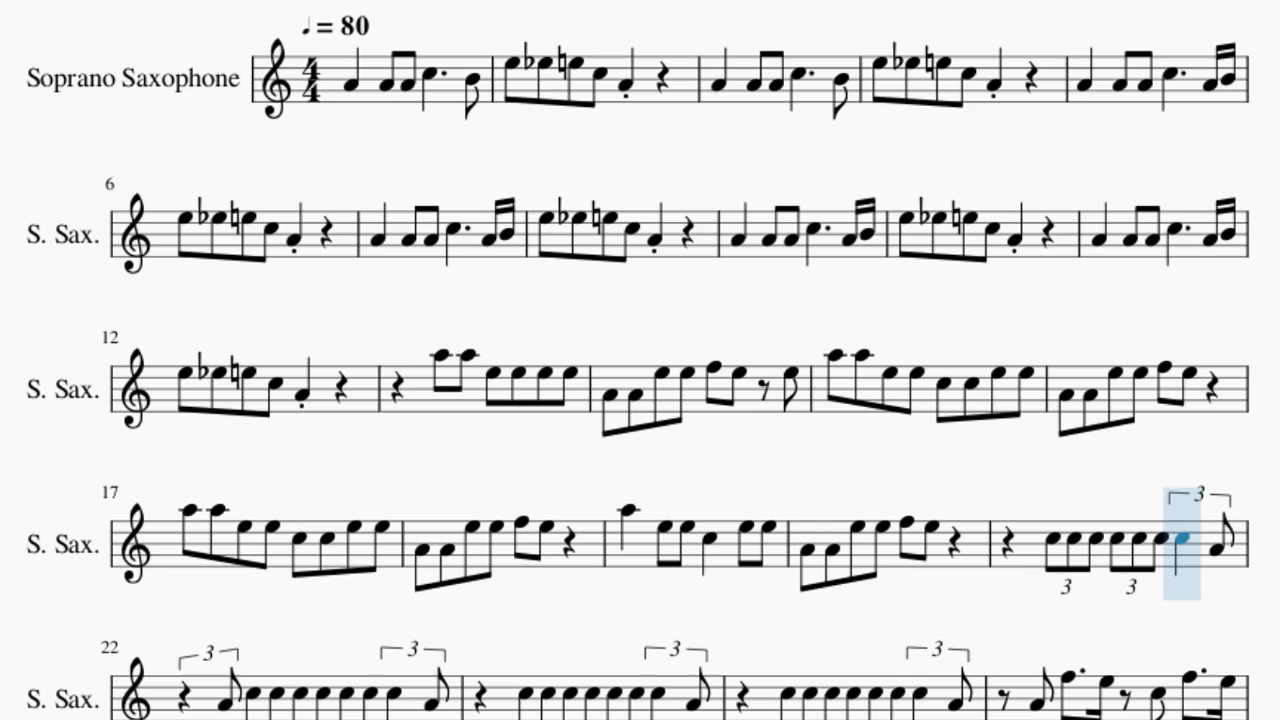 ♩ = 80
Soprano Saxophone
4
4
6
S. Sax.
12
S. Sax.
17
3
S. Sax.
3 3
22
3 3 3 3
S. Sax.